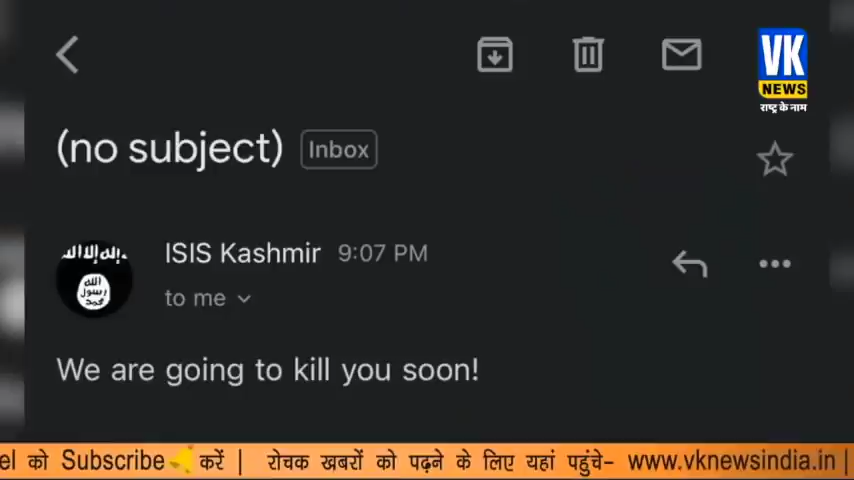 VK
NEWS
राष्ट्र के नाम
(no subject) Inbox
ISIS Kashmir 9:07 PM
to me
We are going to kill you soon!
el को Subscribe करें | रोचक खबरों को पढ़ने के लिए यहां पहुंचे- www.vknewsindia.in |